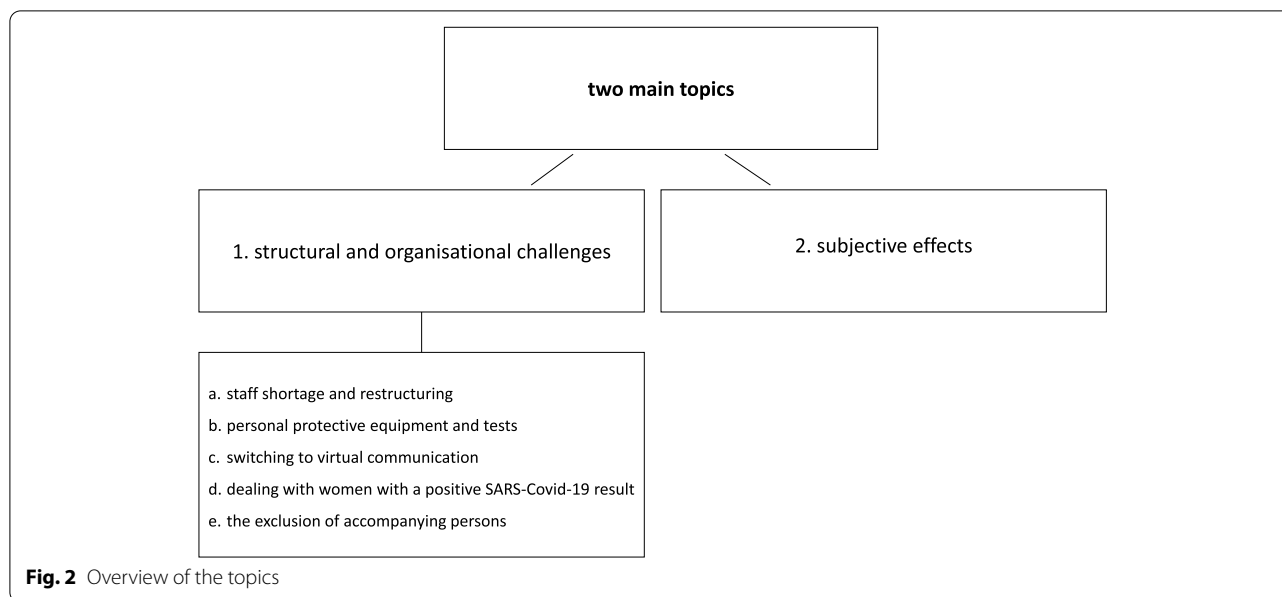 two main topics
1. structural and organisational challenges
2. subjective effects
a. staff shortage and restructuring
b. personal protective equipment and tests
c. switching to virtual communication
d. dealing with women with a positive SARS-Covid-19 result
e. the exclusion of accompanying persons
Fig. 2 Overview of the topics